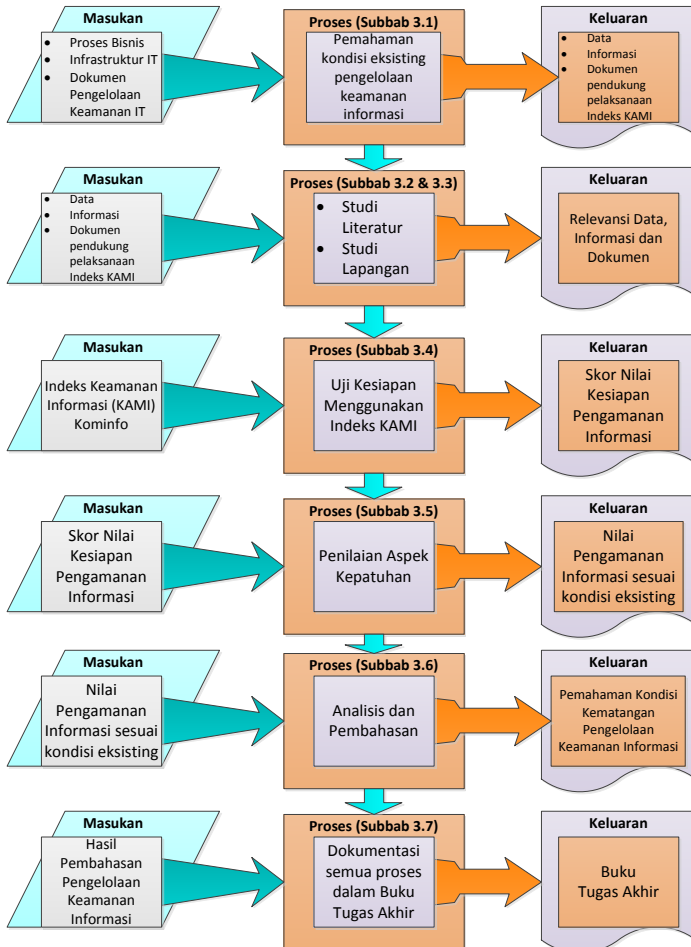 Masukan
• Proses Bisnis
• Infrastruktur IT
• Dokumen
Pengelolaan
Keamanan IT
Proses (Subbab 3.1)
Pemahaman
kondisi eksisting
pengelolaan
keamanan
informasi
Keluaran
• Data
• Informasi
• Dokumen
pendukung
pelaksanaan
Indeks KAMI
Masukan
• Data
• Informasi
• Dokumen
pendukung
pelaksanaan
Indeks KAMI
Proses (Subbab 3.2 & 3.3)
• Studi
Literatur
• Studi
Lapangan
Keluaran
Relevansi Data,
Informasi dan
Dokumen
Masukan
Indeks Keamanan
Informasi (KAMI)
Kominfo
Proses (Subbab 3.4)
Uji Kesiapan
Menggunakan
Indeks KAMI
Keluaran
Skor Nilai
Kesiapan
Pengamanan
Informasi
Masukan
Skor Nilai
Kesiapan
Pengamanan
Informasi
Proses (Subbab 3.5)
Penilaian Aspek
Kepatuhan
Keluaran
Nilai
Pengamanan
Informasi sesuai
kondisi eksisting
Masukan
Nilai
Pengamanan
Informasi sesuai
kondisi eksisting
Proses (Subbab 3.6)
Analisis dan
Pembahasan
Keluaran
Pemahaman Kondisi
Kematangan
Pengelolaan
Keamanan Informasi
Masukan
Hasil
Pembahasan
Pengelolaan
Keamanan
Informasi
Proses (Subbab 3.7)
Dokumentasi
semua proses
dalam Buku
Tugas Akhir
Keluaran
Buku
Tugas Akhir